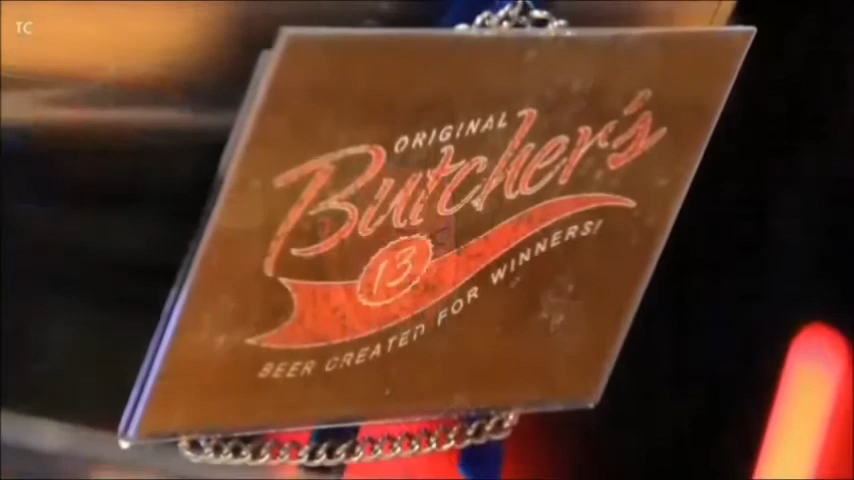 TC
ORIGINAL
Butcher's
13
BEER CREATED FOR WINNERS!